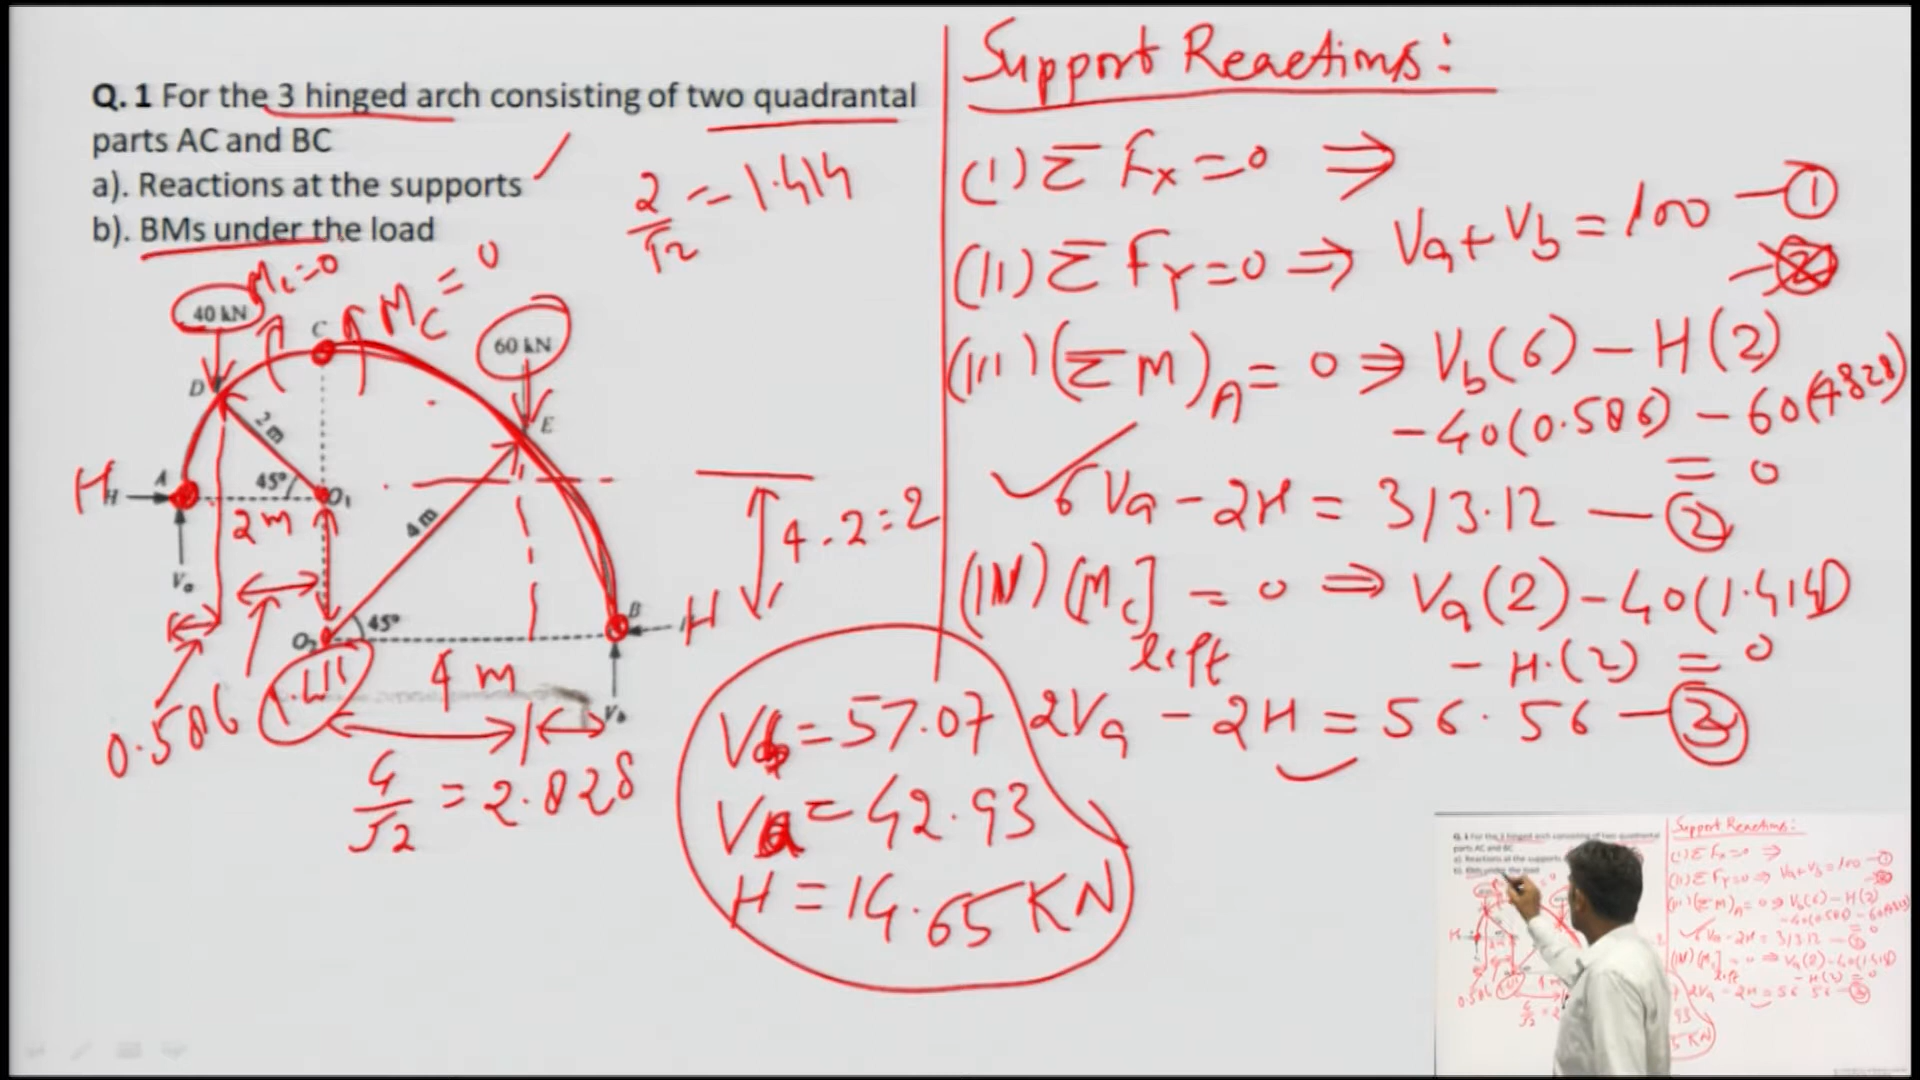 Q. 1 For the 3 hinged arch consisting of two quadrantal
parts AC and BC
a). Reactions at the supports
b). BMs under the load
2/√2 = 1.414
Mc=0
Mc = 0
40 kN
C
60 kN
D
E
2 m
H
H
A
45°
O1
2 m
4 m
4 - 2 = 2
Va
B
H
O2
45°
4 m
Vb
0.586
4/√2 = 2.828
Support Reactions:
(i) Σ Fx = 0 ⇒
(ii) Σ Fy = 0 ⇒ Va + Vb = 100 — ①
②
(iii) (ΣM)A = 0 ⇒ Vb(6) - H(2)
- 40(0.586) - 60(4.828)
= 0
6Va - 2H = 313.12 — ②
(iv) (Mc] left = 0 ⇒ Va(2) - 40(1.414)
- H.(2) = 0
2Va - 2H = 56.56 — ③
Vb = 57.07
Va = 42.93
H = 14.65 KN